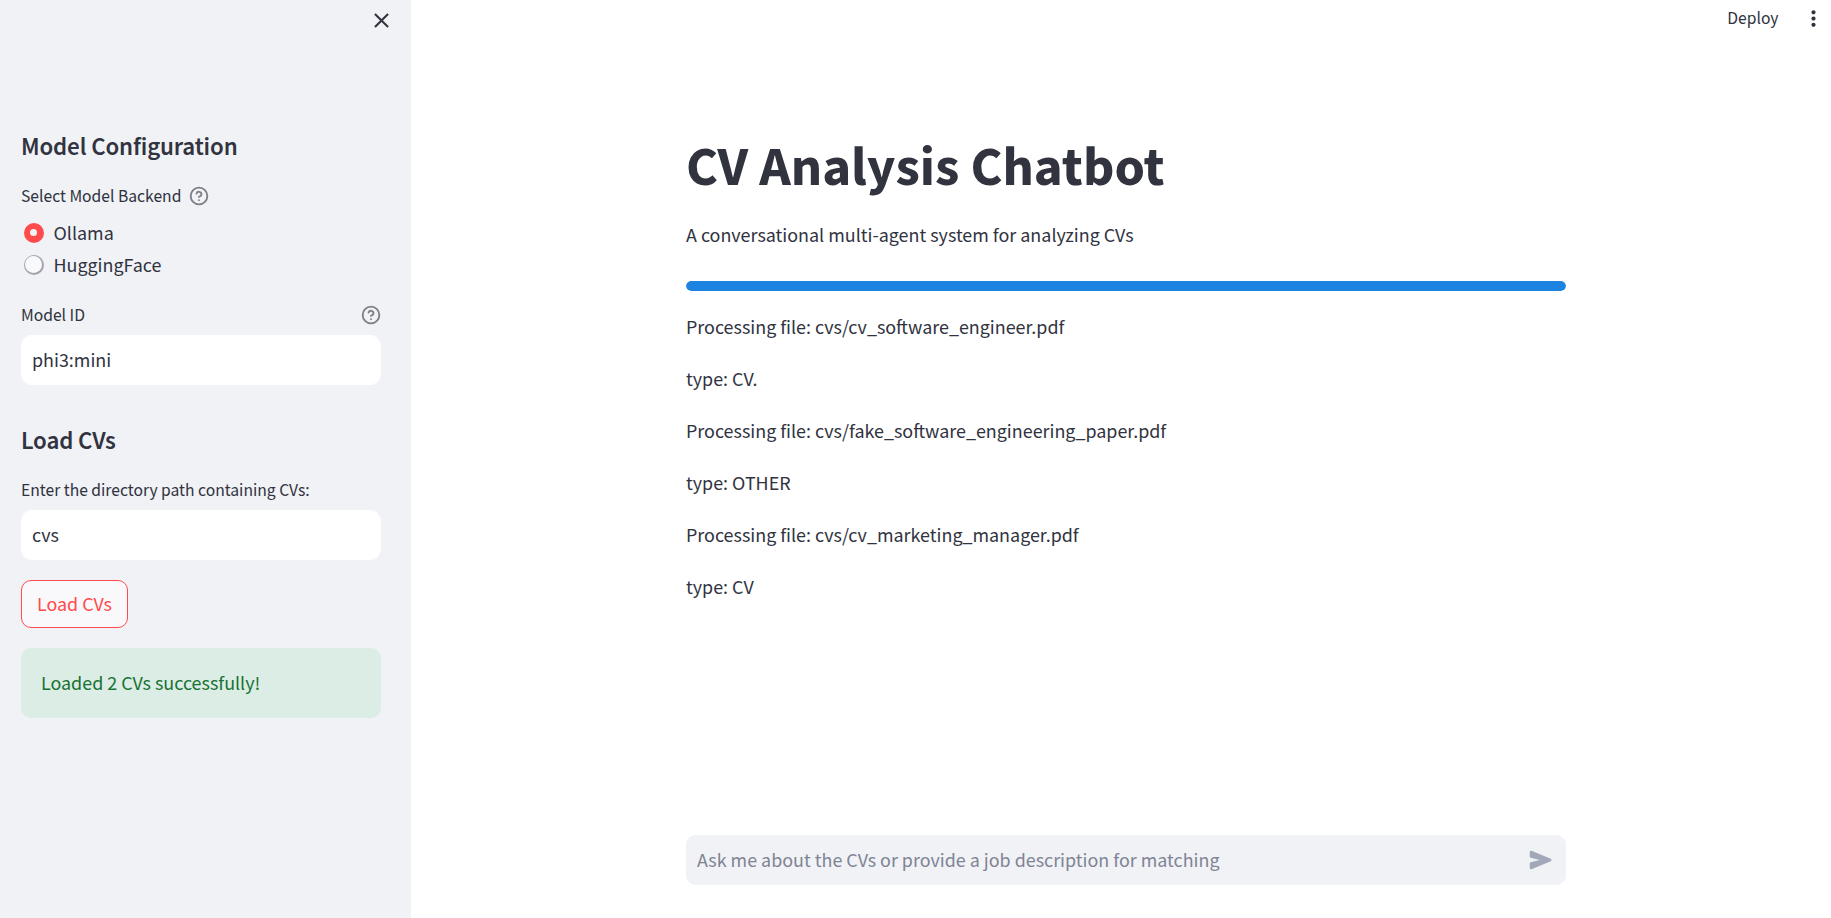 Deploy
Model Configuration
Select Model Backend
Ollama
HuggingFace
Model ID
phi3:mini
Load CVs
Enter the directory path containing CVs:
cvs
Load CVs
Loaded 2 CVs successfully!
CV Analysis Chatbot
A conversational multi-agent system for analyzing CVs
Processing file: cvs/cv_software_engineer.pdf
type: CV.
Processing file: cvs/fake_software_engineering_paper.pdf
type: OTHER
Processing file: cvs/cv_marketing_manager.pdf
type: CV
Ask me about the CVs or provide a job description for matching